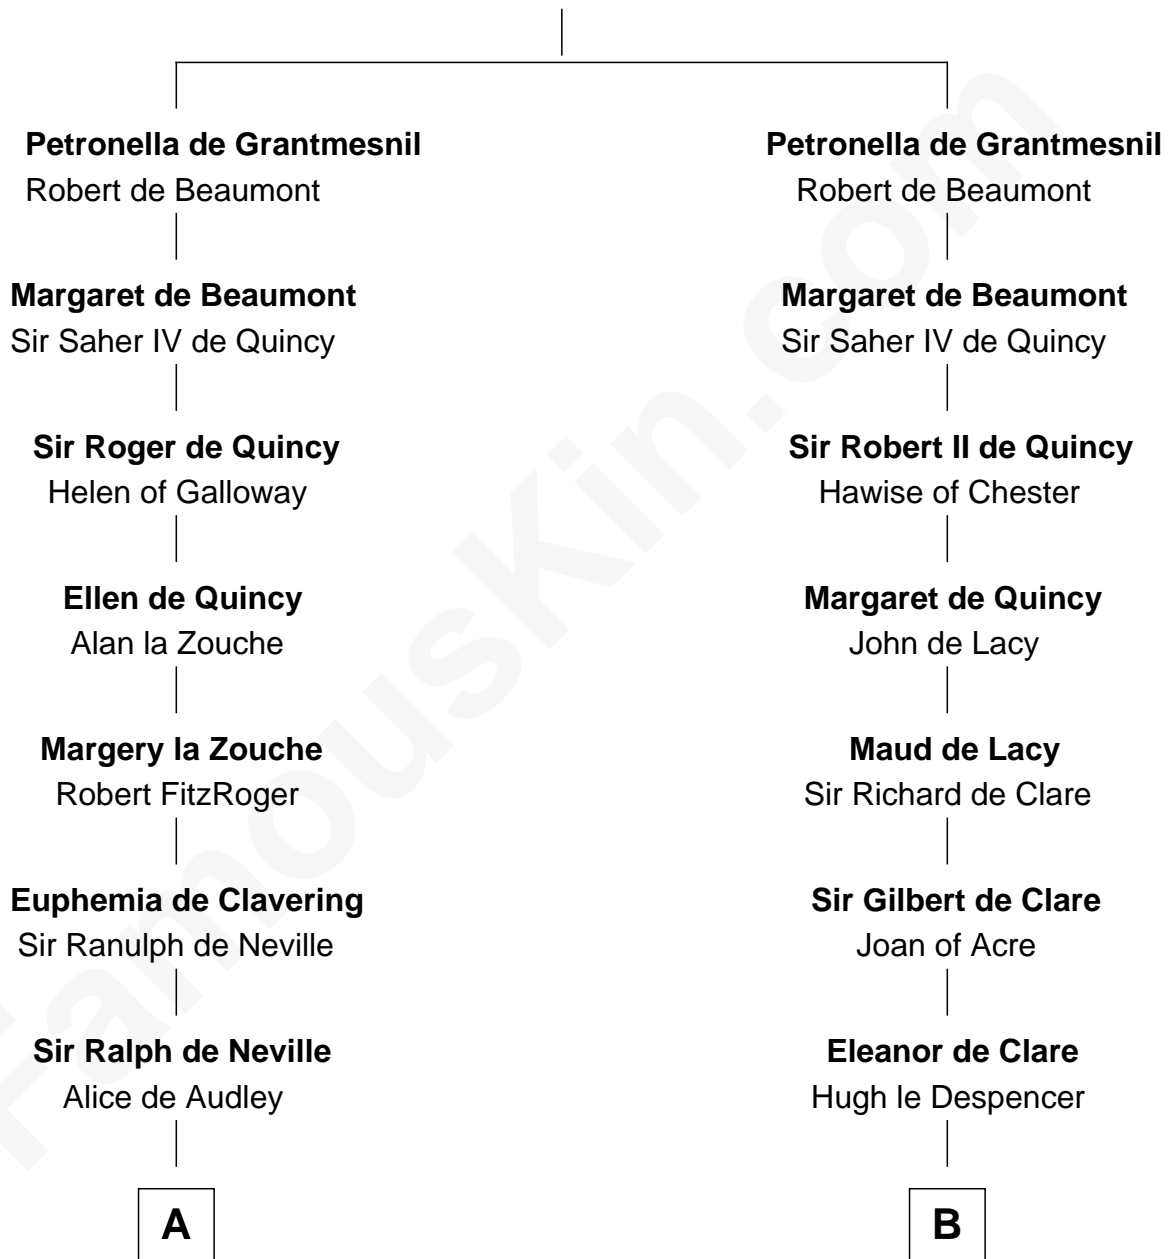 Petronella de Grantmesnil
Robert de Beaumont
Margaret de Beaumont
Sir Saher IV de Quincy
Sir Roger de Quincy
Helen of Galloway
Ellen de Quincy
Alan la Zouche
Margery la Zouche
Robert FitzRoger
Euphemia de Clavering
Sir Ranulph de Neville
Sir Ralph de Neville
Alice de Audley
A
Petronella de Grantmesnil
Robert de Beaumont
Margaret de Beaumont
Sir Saher IV de Quincy
Sir Robert II de Quincy
Hawise of Chester
Margaret de Quincy
John de Lacy
Maud de Lacy
Sir Richard de Clare
Sir Gilbert de Clare
Joan of Acre
Eleanor de Clare
Hugh le Despencer
B
FamousKin.com